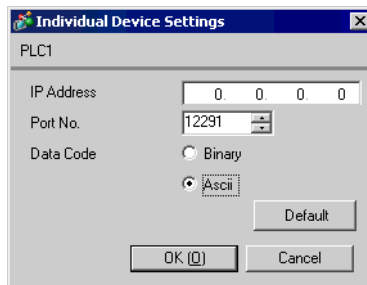 Individual Device Settings
PLC1
IP Address 0. 0. 0. 0
Port No. 12291
Data Code Binary
Ascii
Default
OK (O) Cancel